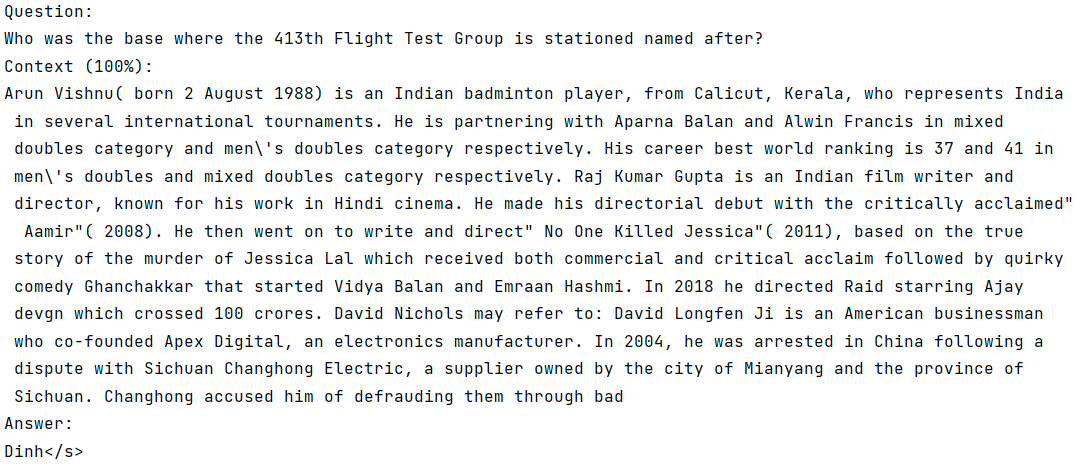 Question:
Who was the base where the 413th Flight Test Group is stationed named after?
Context (100%):
Arun Vishnu( born 2 August 1988) is an Indian badminton player, from Calicut, Kerala, who represents India
in several international tournaments. He is partnering with Aparna Balan and Alwin Francis in mixed
doubles category and men\'s doubles category respectively. His career best world ranking is 37 and 41 in
men\'s doubles and mixed doubles category respectively. Raj Kumar Gupta is an Indian film writer and
director, known for his work in Hindi cinema. He made his directorial debut with the critically acclaimed"
Aamir"( 2008). He then went on to write and direct" No One Killed Jessica"( 2011), based on the true
story of the murder of Jessica Lal which received both commercial and critical acclaim followed by quirky
comedy Ghanchakkar that started Vidya Balan and Emraan Hashmi. In 2018 he directed Raid starring Ajay
devgn which crossed 100 crores. David Nichols may refer to: David Longfen Ji is an American businessman
who co-founded Apex Digital, an electronics manufacturer. In 2004, he was arrested in China following a
dispute with Sichuan Changhong Electric, a supplier owned by the city of Mianyang and the province of
Sichuan. Changhong accused him of defrauding them through bad
Answer:
Dinh</s>